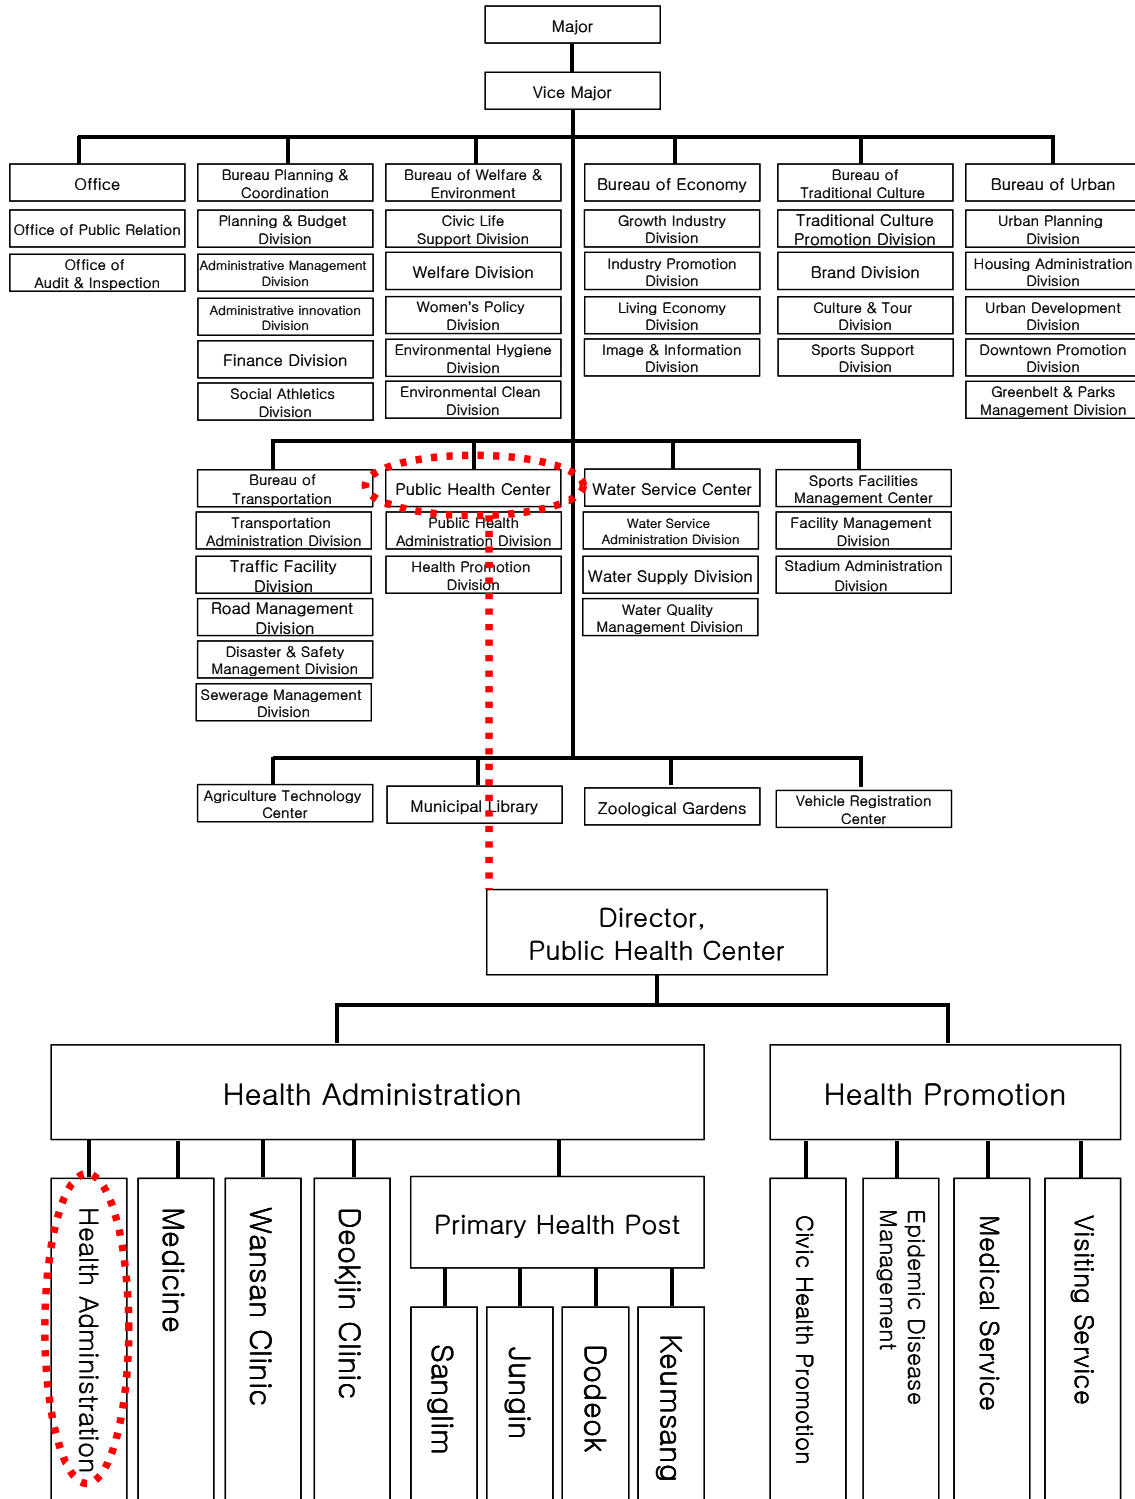 Major
Vice Major
Office
Office of Public Relation
Office of
Audit & Inspection
Bureau Planning &
Coordination
Planning & Budget
Division
Administrative Management
Division
Administrative innovation
Division
Finance Division
Social Athletics
Division
Bureau of Welfare &
Environment
Civic Life
Support Division
Welfare Division
Women's Policy
Division
Environmental Hygiene
Division
Environmental Clean
Division
Bureau of Economy
Growth Industry
Division
Industry Promotion
Division
Living Economy
Division
Image & Information
Division
Bureau of
Traditional Culture
Traditional Culture
Promotion Division
Brand Division
Culture & Tour
Division
Sports Support
Division
Bureau of Urban
Urban Planning
Division
Housing Administration
Division
Urban Development
Division
Downtown Promotion
Division
Greenbelt & Parks
Management Division
Bureau of
Transportation
Transportation
Administration Division
Traffic Facility
Division
Road Management
Division
Disaster & Safety
Management Division
Sewerage Management
Division
Public Health Center
Public Health
Administration Division
Health Promotion
Division
Water Service Center
Water Service
Administration Division
Water Supply Division
Water Quality
Management Division
Sports Facilities
Management Center
Facility Management
Division
Stadium Administration
Division
Agriculture Technology
Center
Municipal Library
Zoological Gardens
Vehicle Registration
Center
Director,
Public Health Center
Health Administration
Health Administration
Medicine
Wansan Clinic
Deokjin Clinic
Primary Health Post
Sanglim
Jungin
Dodeok
Keumsang
Health Promotion
Civic Health Promotion
Epidemic Disease
Management
Medical Service
Visiting Service